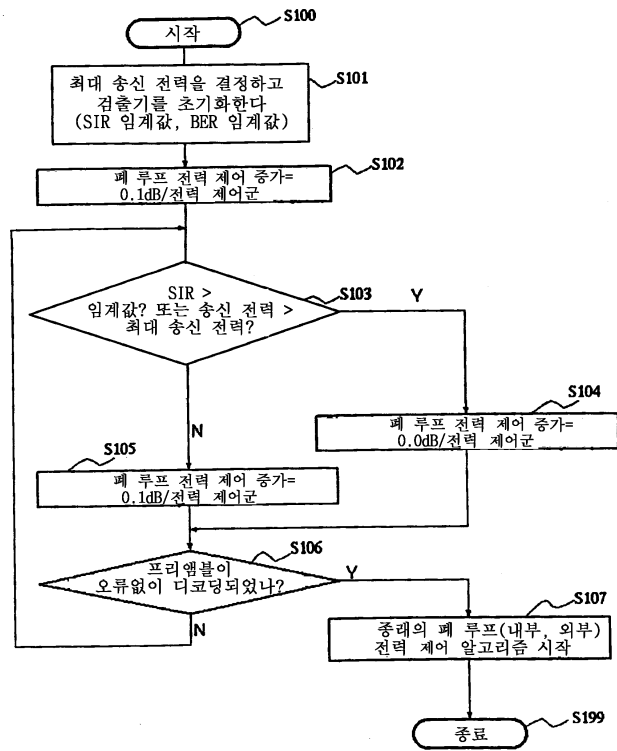 S100
시작
S101
최대 송신 전력을 결정하고
검출기를 초기화한다
(SIR 임계값, BER 임계값)
S102
폐 루프 전력 제어 증가=
0.1dB/전력 제어군
S103
SIR >
임계값? 또는 송신 전력 >
최대 송신 전력?
Y
N
S104
폐 루프 전력 제어 증가=
0.0dB/전력 제어군
S105
폐 루프 전력 제어 증가=
0.1dB/전력 제어군
S106
프리앰블이
오류없이 디코딩되었나?
Y
N
S107
종래의 폐 루프(내부, 외부)
전력 제어 알고리즘 시작
S199
종료